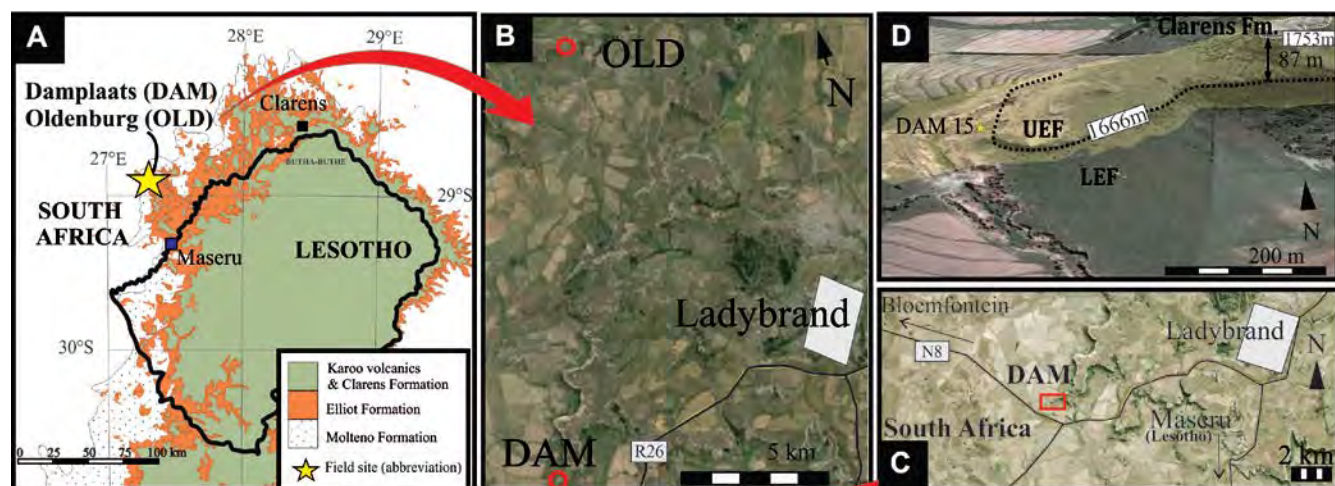 A
28°E
29°E
Damplaats (DAM)
Oldenburg (OLD)
Clarens
BUTHA-BUTHE
27°E
29°S
SOUTH
AFRICA
LESOTHO
Maseru
30°S
Karoo volcanics
& Clarens Formation
Elliot Formation
Molteno Formation
Field site (abbreviation)
0 25 50 75 100 km
B
OLD
N
Ladybrand
R26
DAM
5 km
D
Clarens Fm.
1753m
87 m
DAM 15
UEF
1666m
LEF
N
200 m
Bloemfontein
N8
Ladybrand
N
DAM
South Africa
Maseru
(Lesotho)
C
2 km